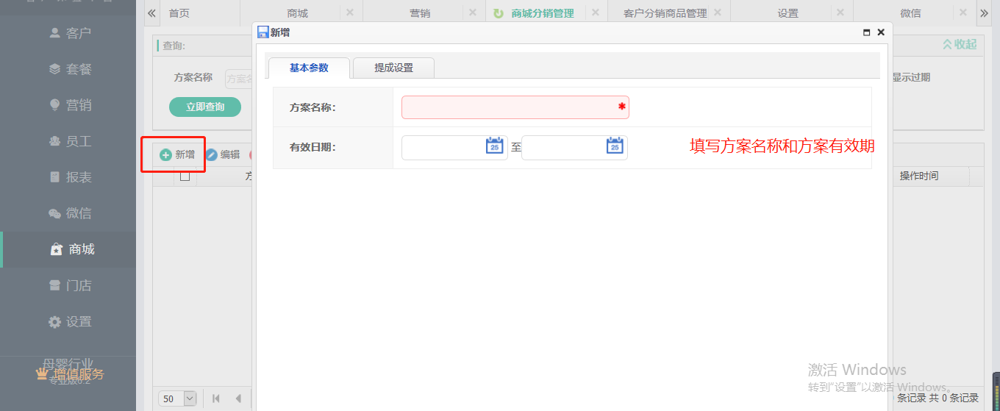 首页
商城
营销
商城分销管理
客户分销商品管理
设置
微信
客户
套餐
营销
员工
报表
微信
商城
门店
设置
母婴行业
增值服务
专业版6.2
查询:
收起
方案名称
显示过期
立即查询
新增
编辑
操作时间
新增
基本参数
提成设置
方案名称:
有效日期:
25
至
25
填写方案名称和方案有效期
激活 Windows
转到"设置"以激活 Windows。
50
条记录 共 0 条记录